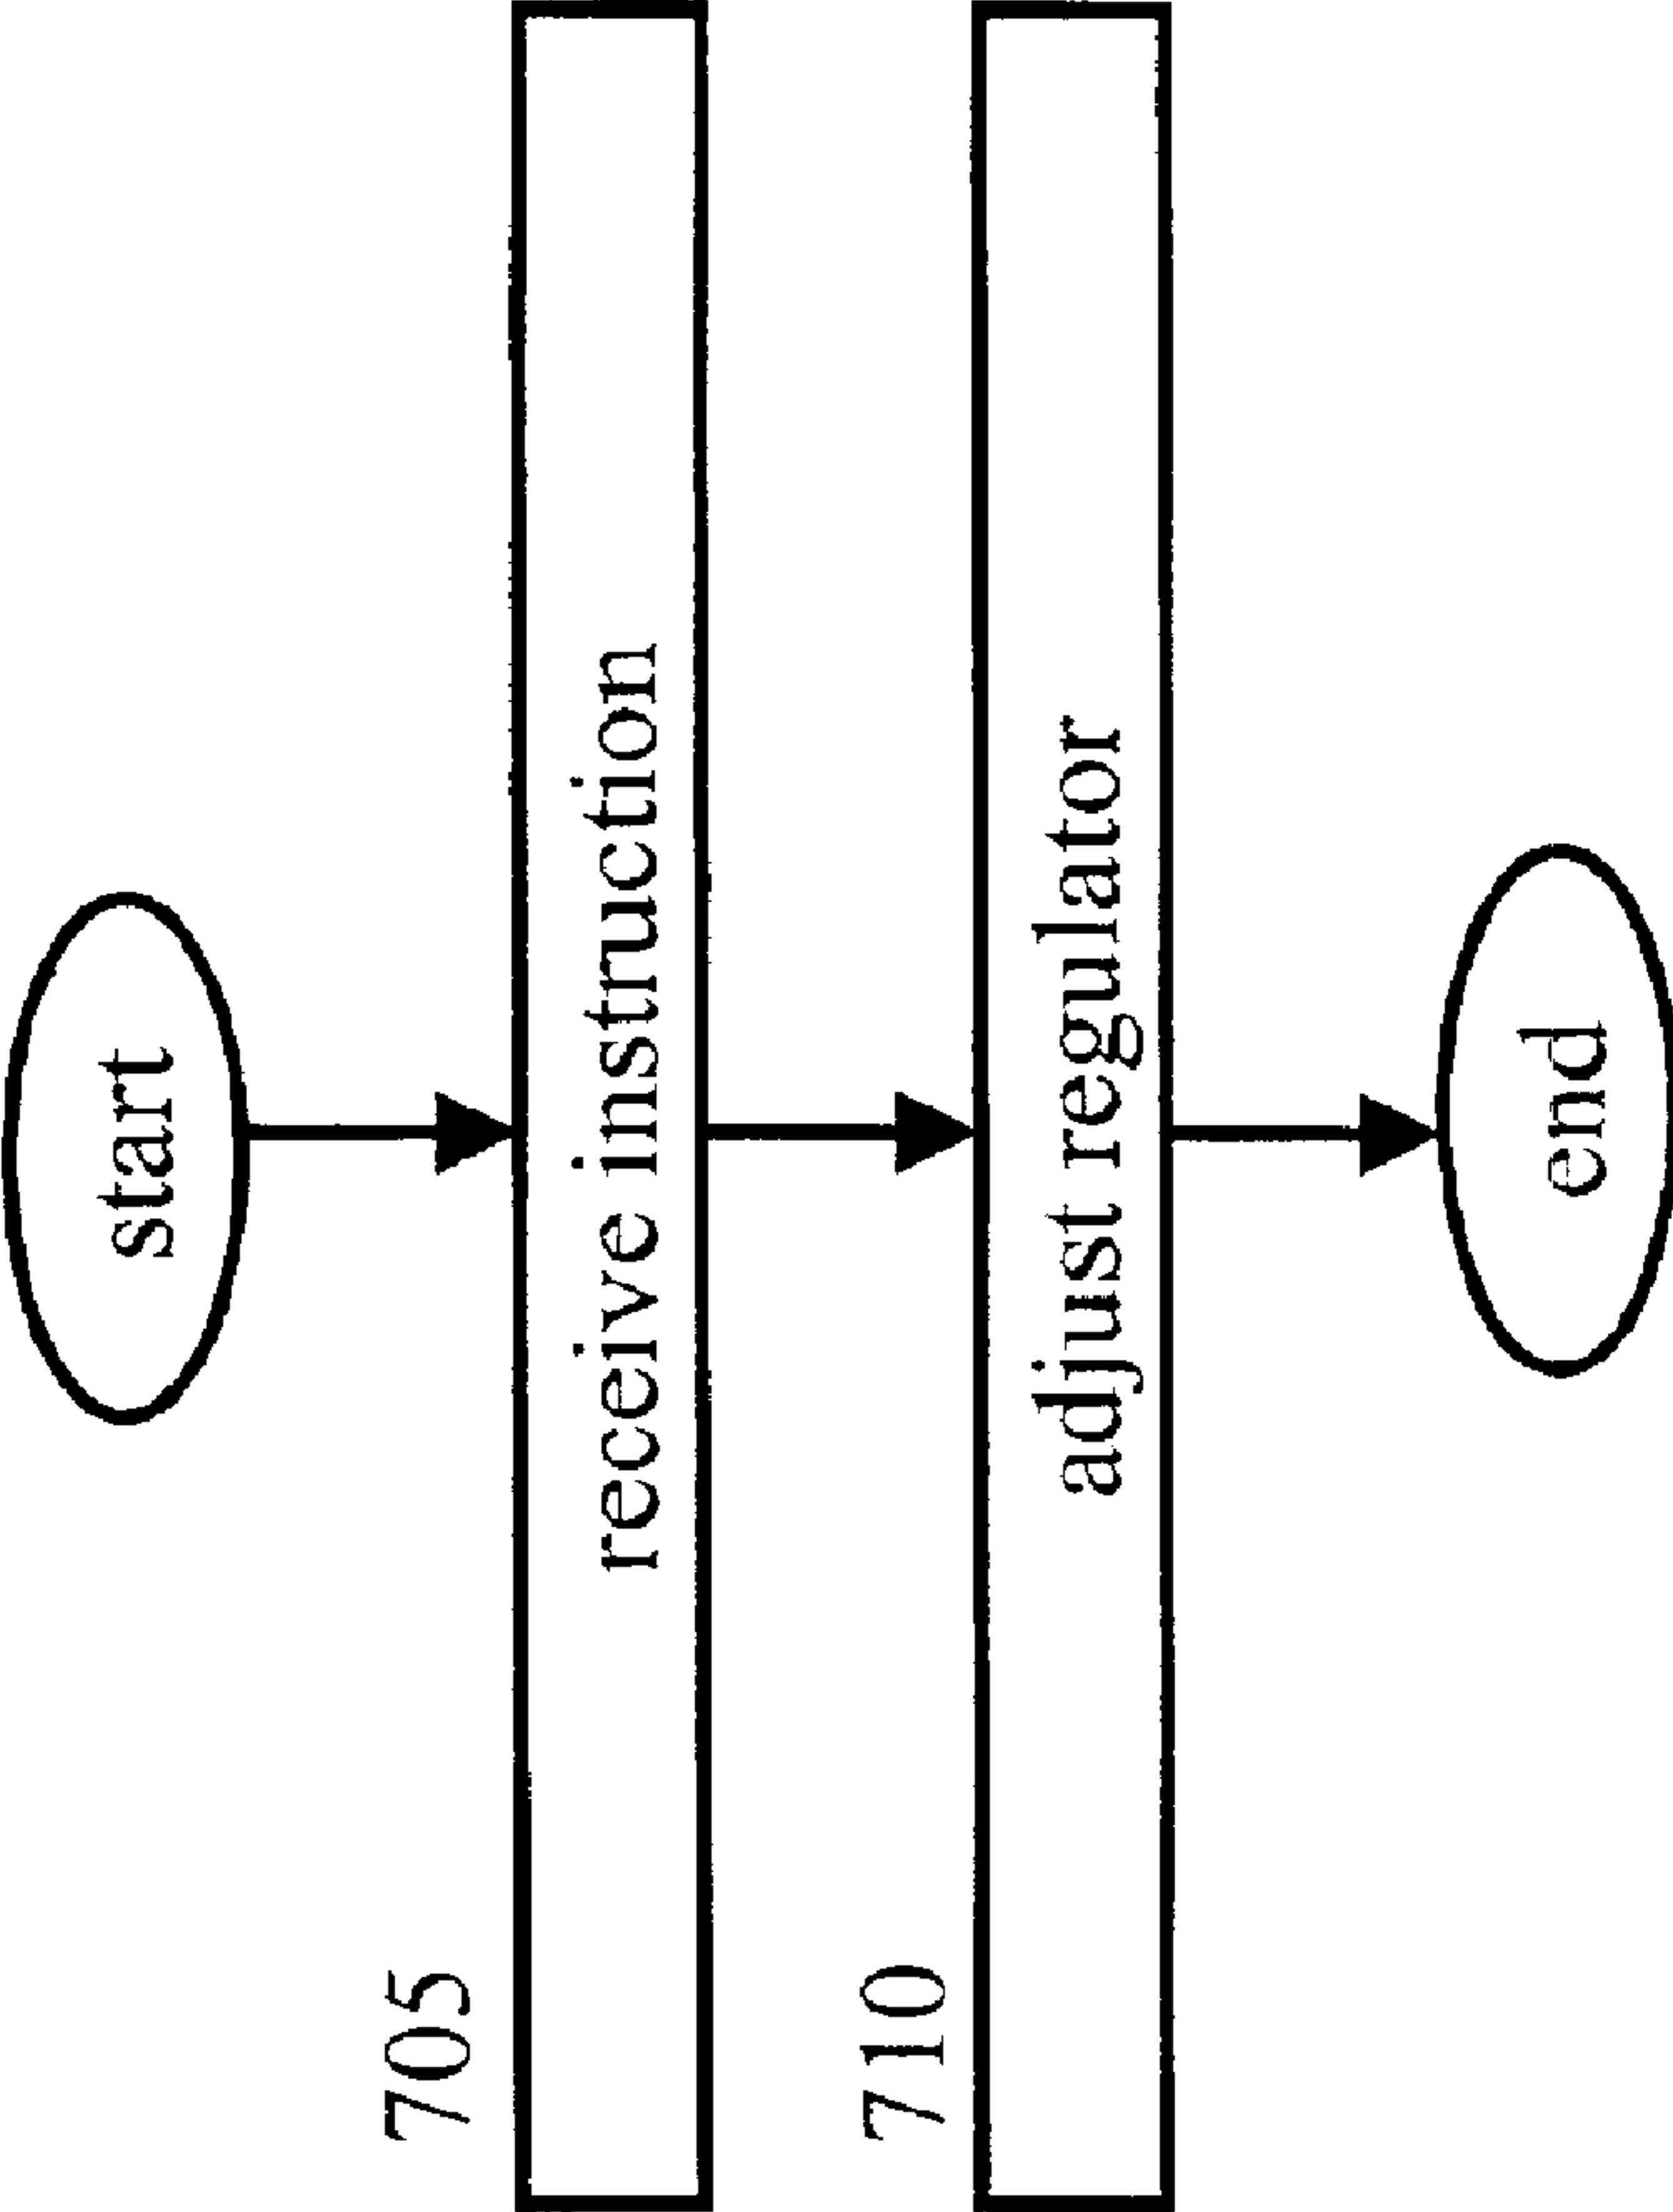 start
705
receive instruction
710
adjust regulator
end